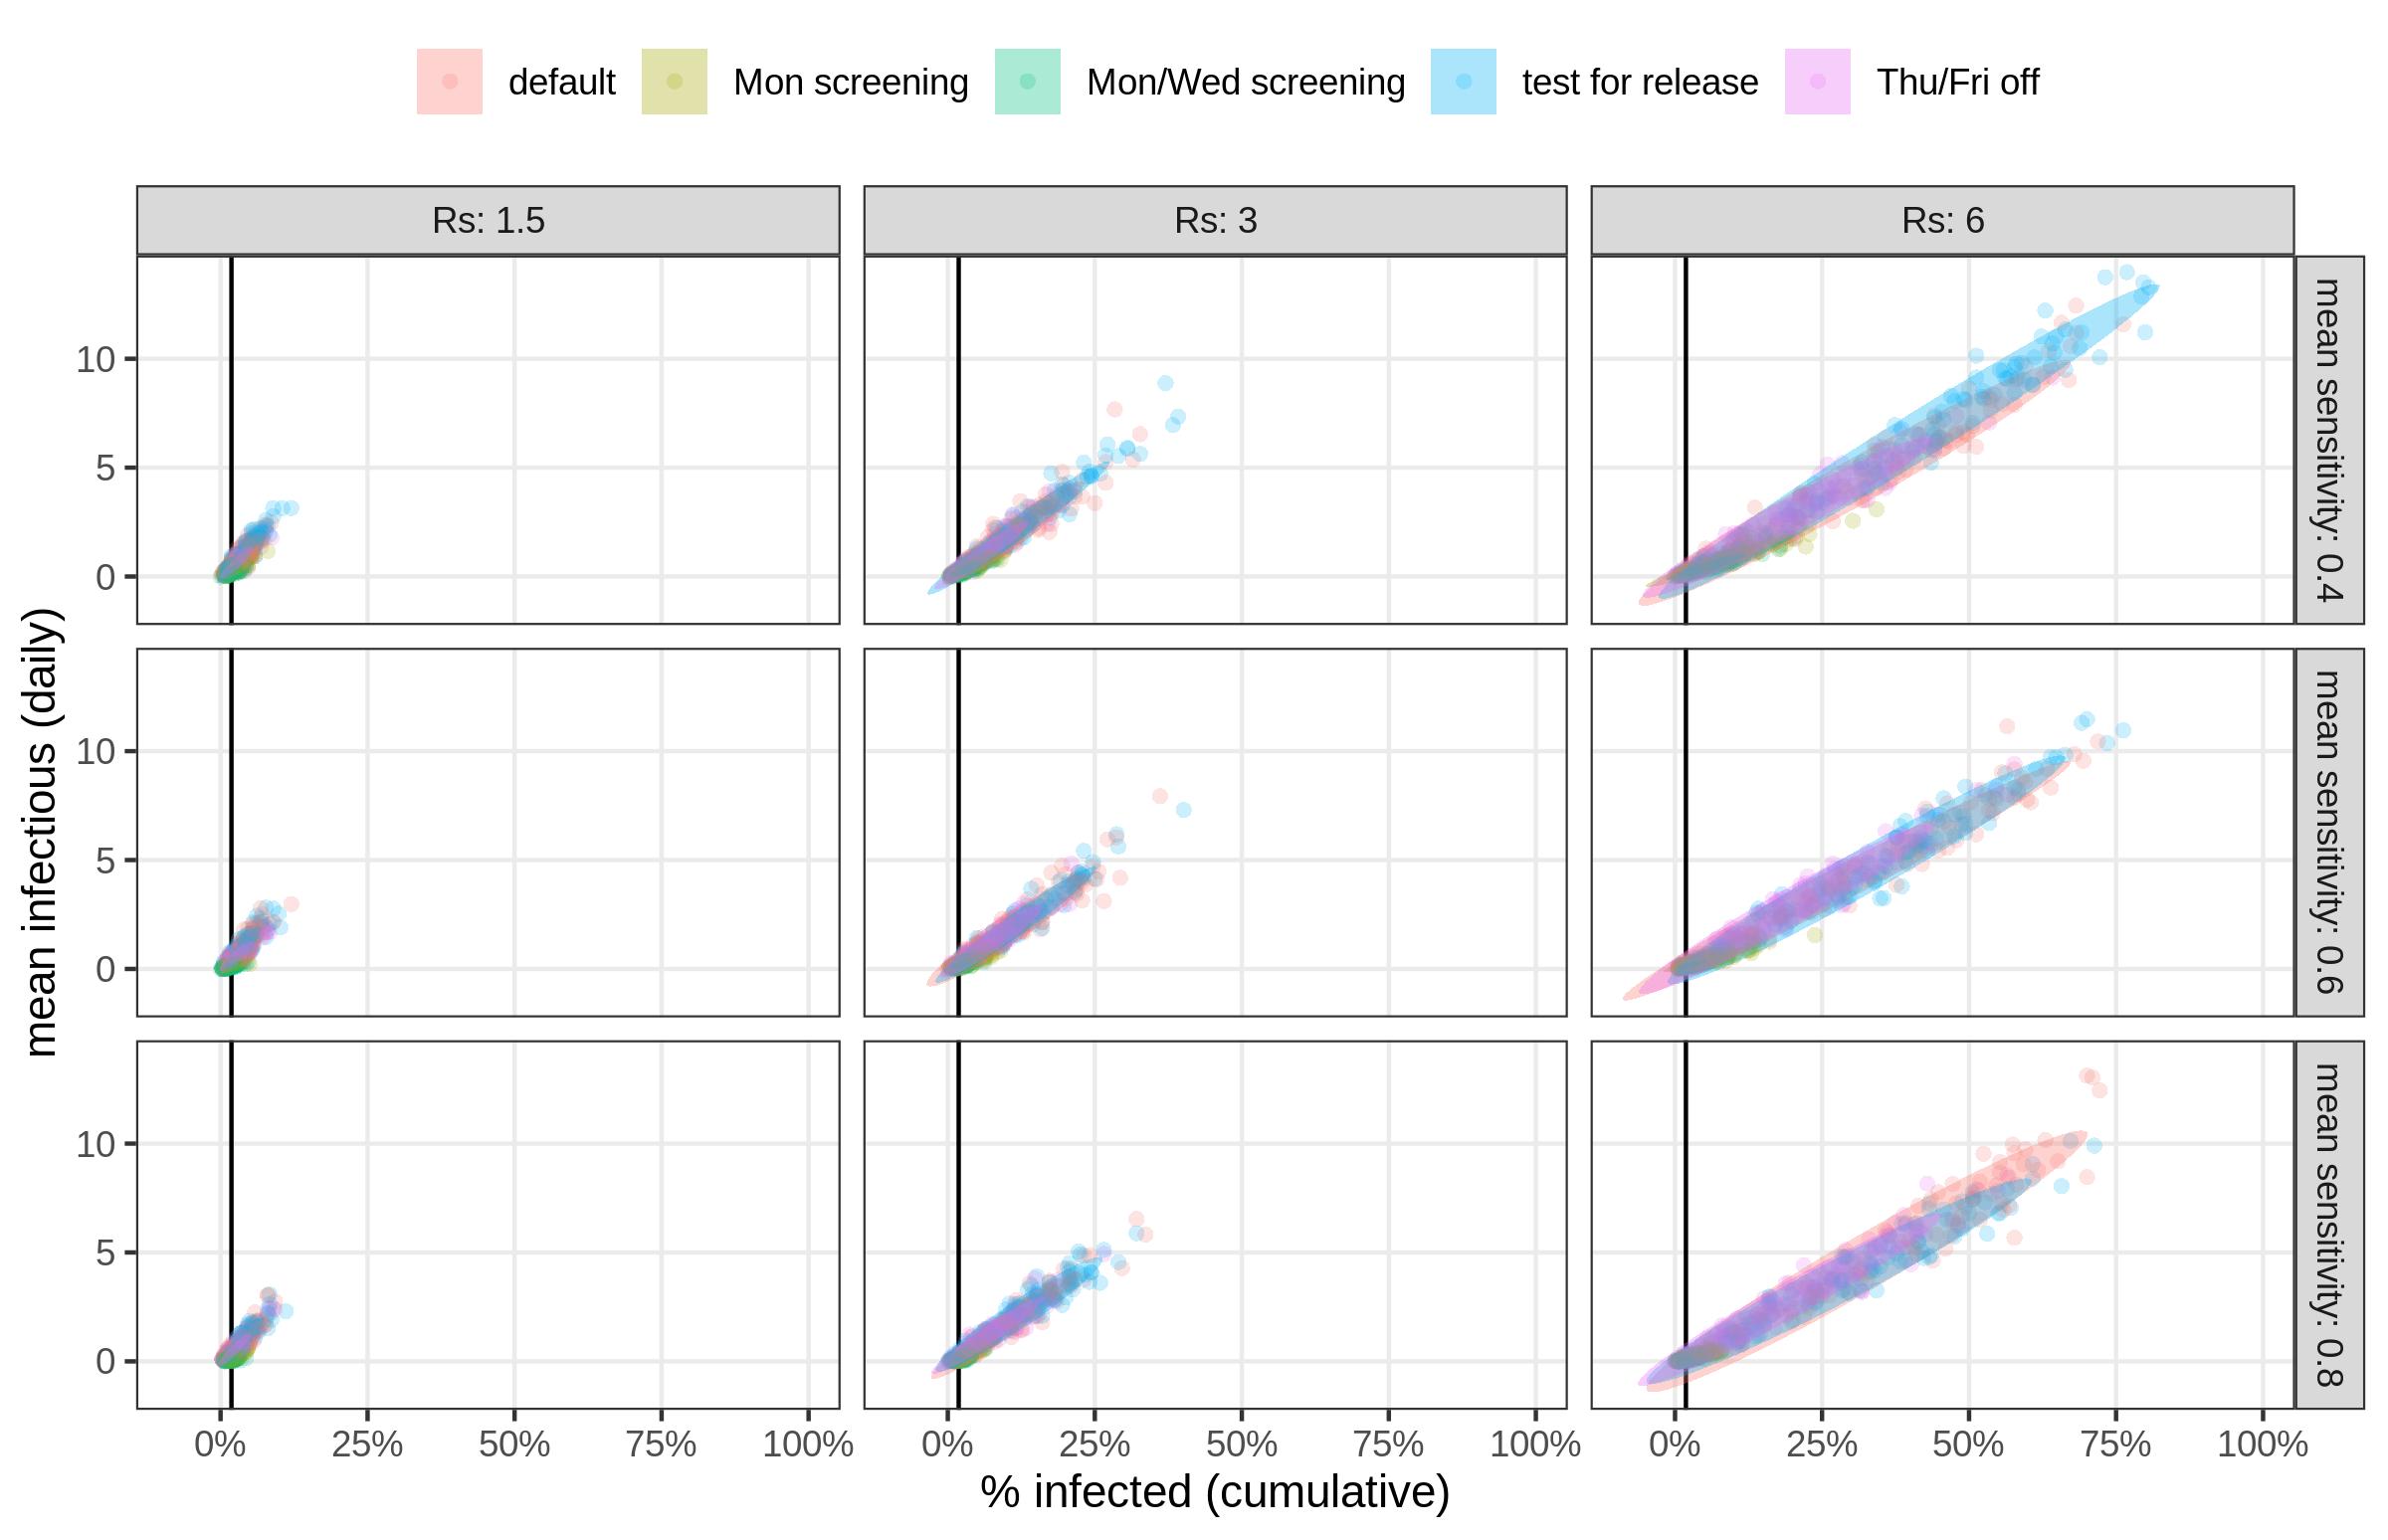 default Mon screening Mon/Wed screening test for release Thu/Fri off
Rs: 1.5 Rs: 3 Rs: 6
mean infectious (daily)
10
5
0
mean sensitivity: 0.4
10
5
0
mean sensitivity: 0.6
10
5
0
mean sensitivity: 0.8
0% 25% 50% 75% 100% 0% 25% 50% 75% 100% 0% 25% 50% 75% 100%
% infected (cumulative)